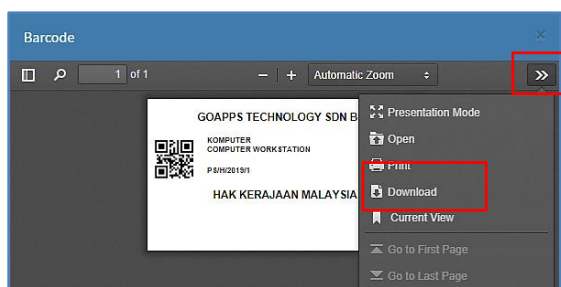 Barcode ×
1 of 1 − + Automatic Zoom
GOAPPS TECHNOLOGY SDN B
KOMPUTER
COMPUTER WORKSTATION
PS/H/2019/1
HAK KERAJAAN MALAYSIA
Presentation Mode
Open
Print
Download
Current View
Go to First Page
Go to Last Page